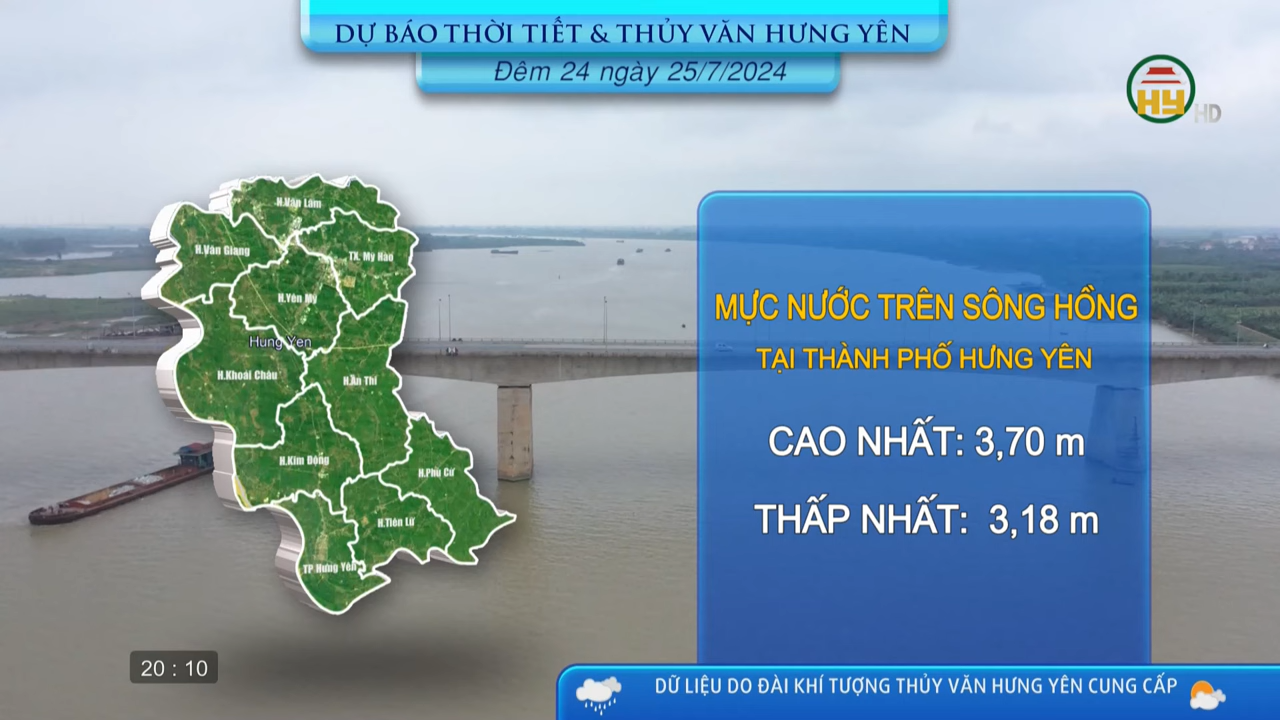 DỰ BÁO THỜI TIẾT & THỦY VĂN HƯNG YÊN
Đêm 24 ngày 25/7/2024
HY HD
H.Văn Lâm
H.Văn Giang
TX. Mỹ Hào
H.Yên Mỹ
Hung Yen
H.Khoái Châu
H.Ân Thi
H.Kim Động
H.Phù Cừ
H.Tiên Lữ
TP Hưng Yên
MỰC NƯỚC TRÊN SÔNG HỒNG
TẠI THÀNH PHỐ HƯNG YÊN
CAO NHẤT: 3,70 m
THẤP NHẤT: 3,18 m
20 : 10
DỮ LIỆU DO ĐÀI KHÍ TƯỢNG THỦY VĂN HƯNG YÊN CUNG CẤP